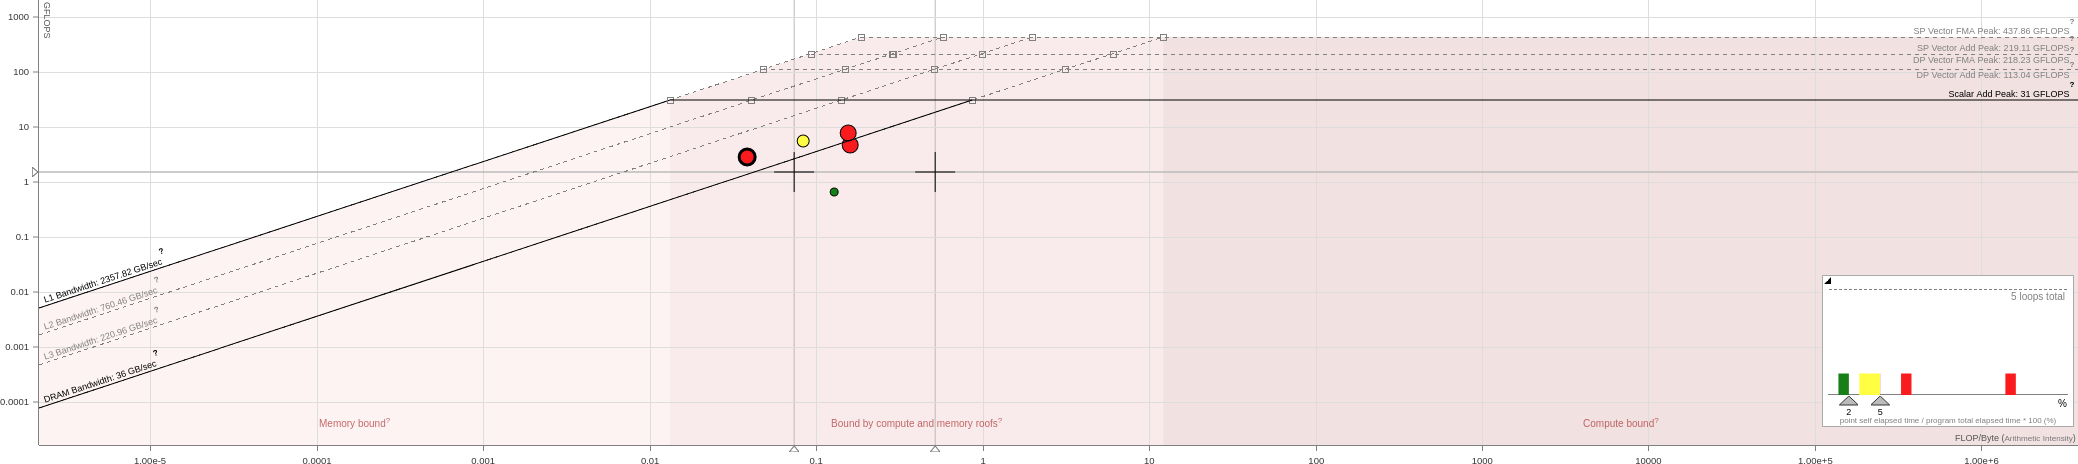 GFLOPS
1000
100
10
1
0.1
0.01
0.001
0.0001
?
SP Vector FMA Peak: 437.86 GFLOPS
?
SP Vector Add Peak: 219.11 GFLOPS
?
DP Vector FMA Peak: 218.23 GFLOPS
?
DP Vector Add Peak: 113.04 GFLOPS
?
Scalar Add Peak: 31 GFLOPS
?
L1 Bandwidth: 2357.82 GB/sec
?
L2 Bandwidth: 760.46 GB/sec
?
L3 Bandwidth: 220.96 GB/sec
?
DRAM Bandwidth: 36 GB/sec
Memory bound?
Bound by compute and memory roofs?
Compute bound?
5 loops total
%
2 5
point self elapsed time / program total elapsed time * 100 (%)
FLOP/Byte (Arithmetic Intensity)
1.00e-5 0.0001 0.001 0.01 0.1 1 10 100 1000 10000 1.00e+5 1.00e+6